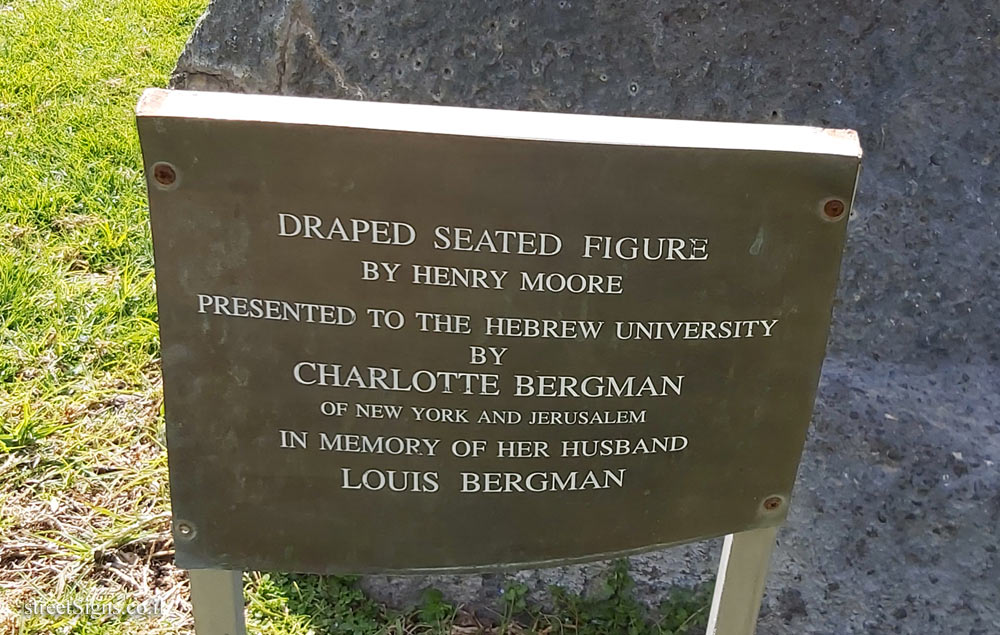 DRAPED SEATED FIGURE
BY HENRY MOORE
PRESENTED TO THE HEBREW UNIVERSITY
BY
CHARLOTTE BERGMAN
OF NEW YORK AND JERUSALEM
IN MEMORY OF HER HUSBAND
LOUIS BERGMAN
streetsigns.co.il